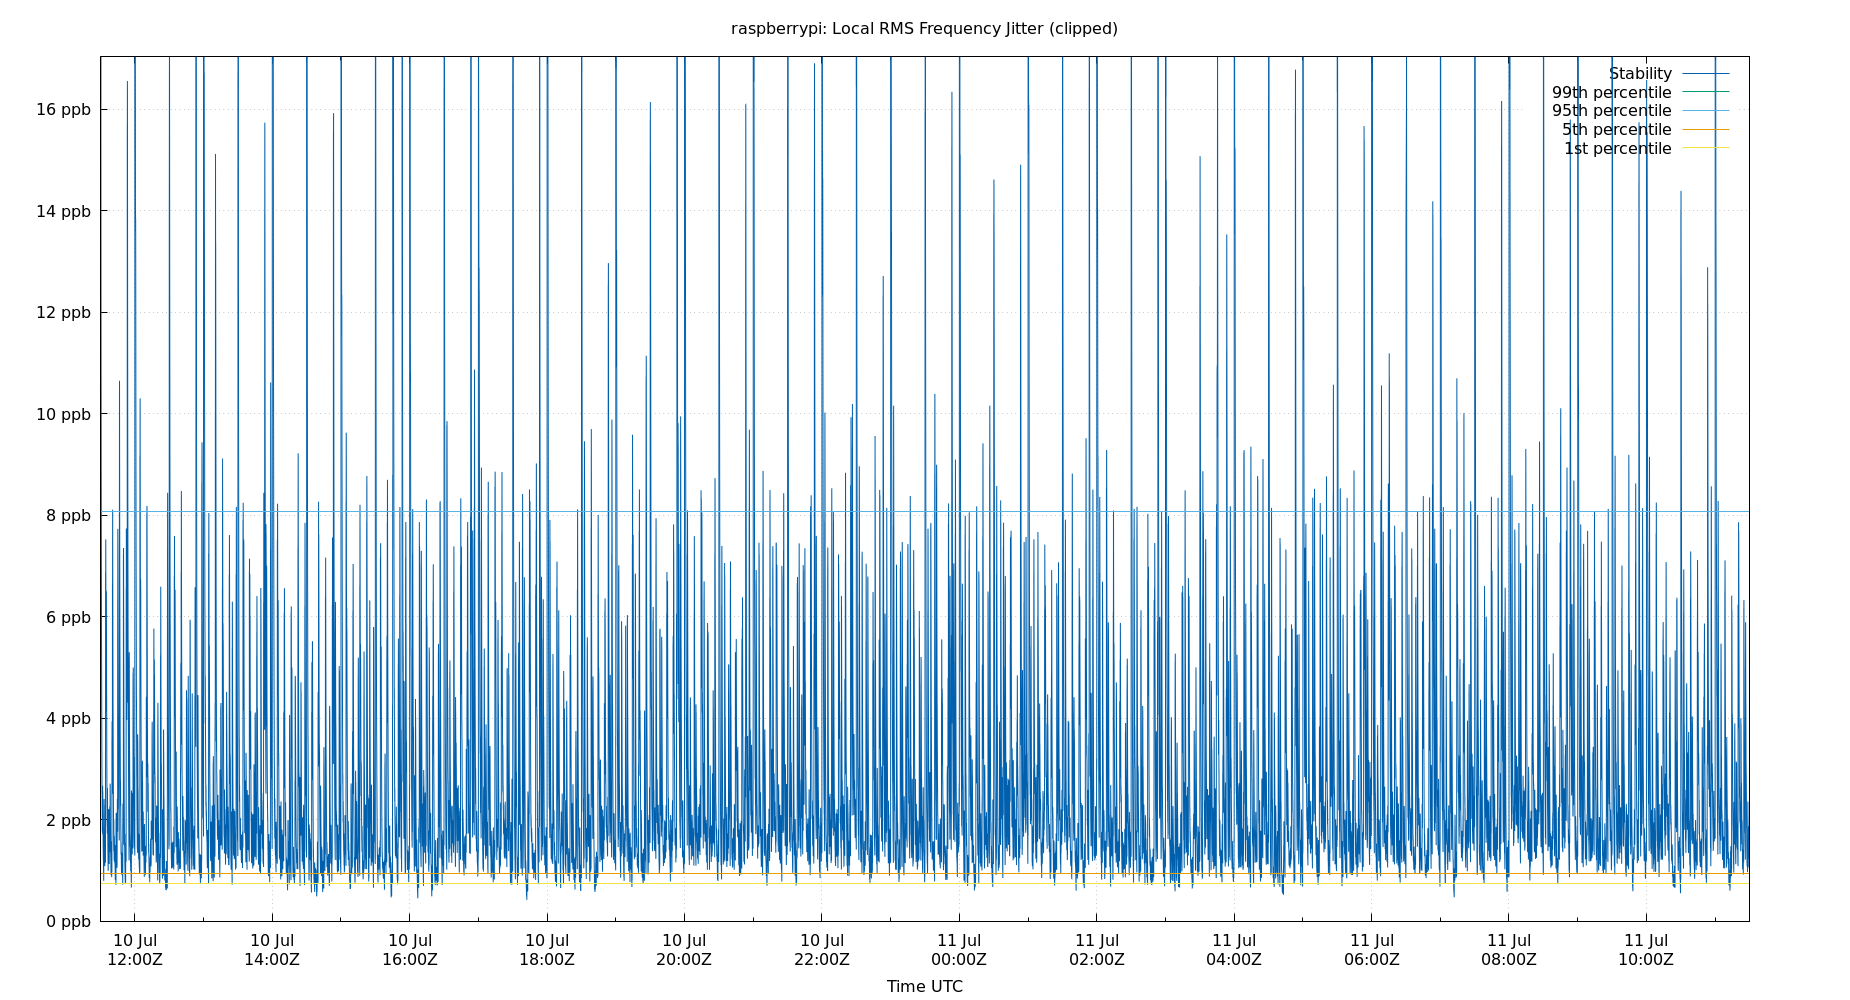 raspberrypi: Local RMS Frequency Jitter (clipped)
Stability
99th percentile
95th percentile
5th percentile
1st percentile
16 ppb
14 ppb
12 ppb
10 ppb
8 ppb
6 ppb
4 ppb
2 ppb
0 ppb
10 Jul 10 Jul 10 Jul 10 Jul 10 Jul 10 Jul 11 Jul 11 Jul 11 Jul 11 Jul 11 Jul 11 Jul
12:00Z 14:00Z 16:00Z 18:00Z 20:00Z 22:00Z 00:00Z 02:00Z 04:00Z 06:00Z 08:00Z 10:00Z
Time UTC